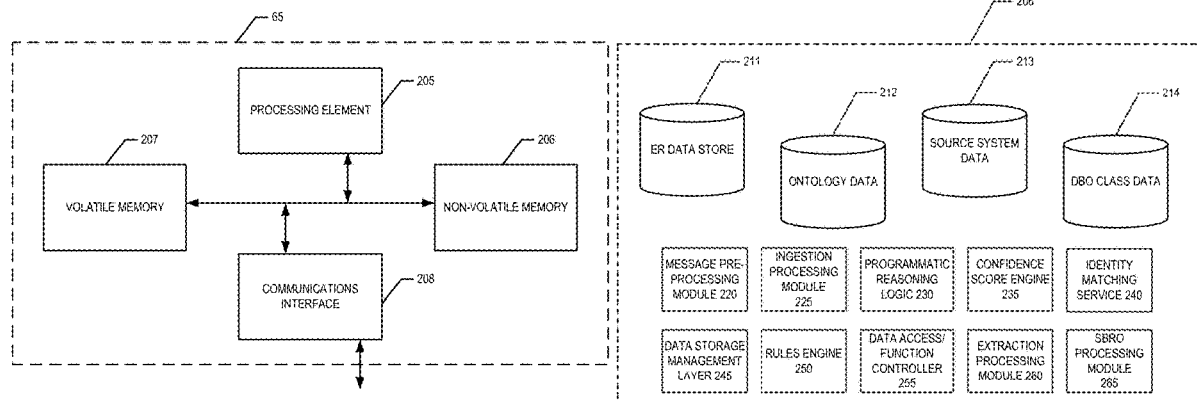 65
PROCESSING ELEMENT
205
207
VOLATILE MEMORY
206
NON-VOLATILE MEMORY
COMMUNICATIONS
INTERFACE
208
206
211
ER DATA STORE
212
ONTOLOGY DATA
213
SOURCE SYSTEM
DATA
214
DBO CLASS DATA
MESSAGE PRE-
PROCESSING
MODULE 220
INGESTION
PROCESSING
MODULE
225
PROGRAMMATIC
REASONING
LOGIC 230
CONFIDENCE
SCORE ENGINE
235
IDENTITY
MATCHING
SERVICE 240
DATA STORAGE
MANAGEMENT
LAYER 245
RULES ENGINE
250
DATA ACCESS/
FUNCTION
CONTROLLER
255
EXTRACTION
PROCESSING
MODULE 260
SBRO
PROCESSING
MODULE
265